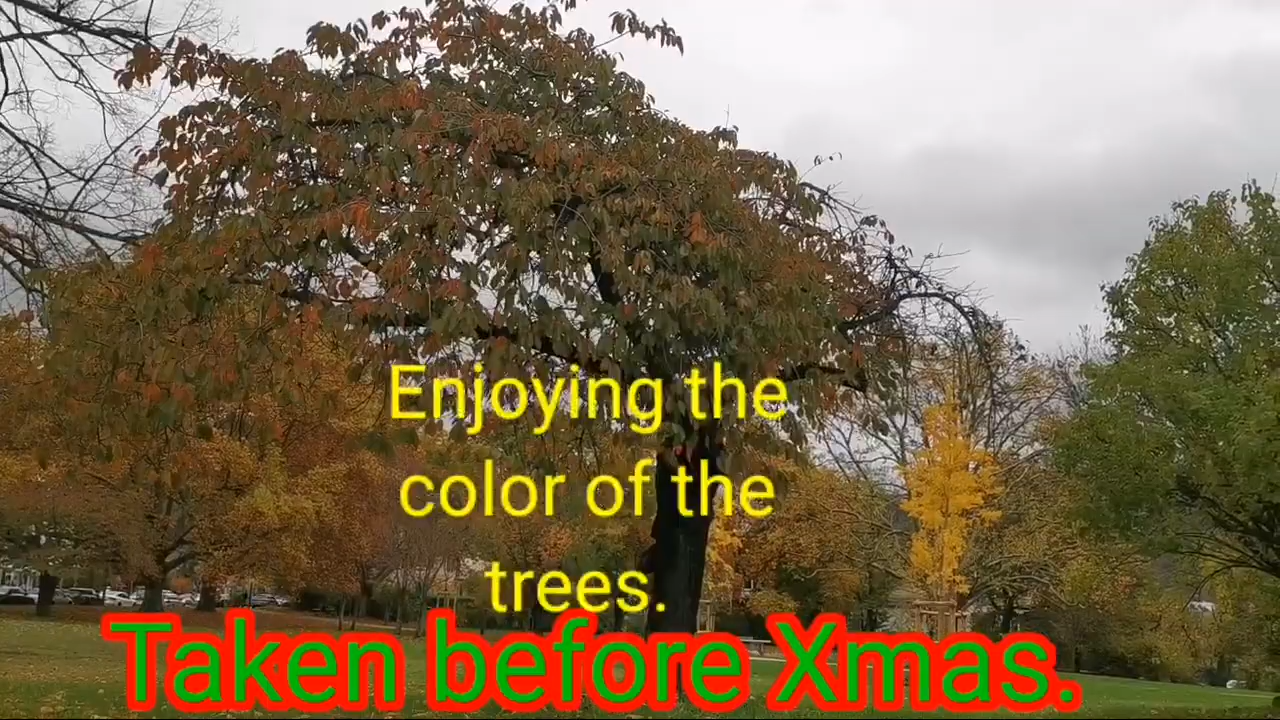 Enjoying the
color of the
trees.
Taken before Xmas.